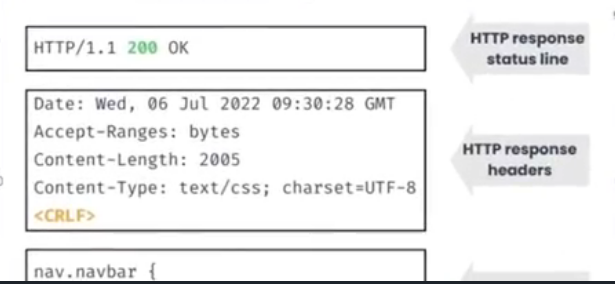 HTTP/1.1 200 OK
HTTP response
status line
Date: Wed, 06 Jul 2022 09:30:28 GMT
Accept-Ranges: bytes
Content-Length: 2005
Content-Type: text/css; charset=UTF-8
<CRLF>
HTTP response
headers
nav.navbar {